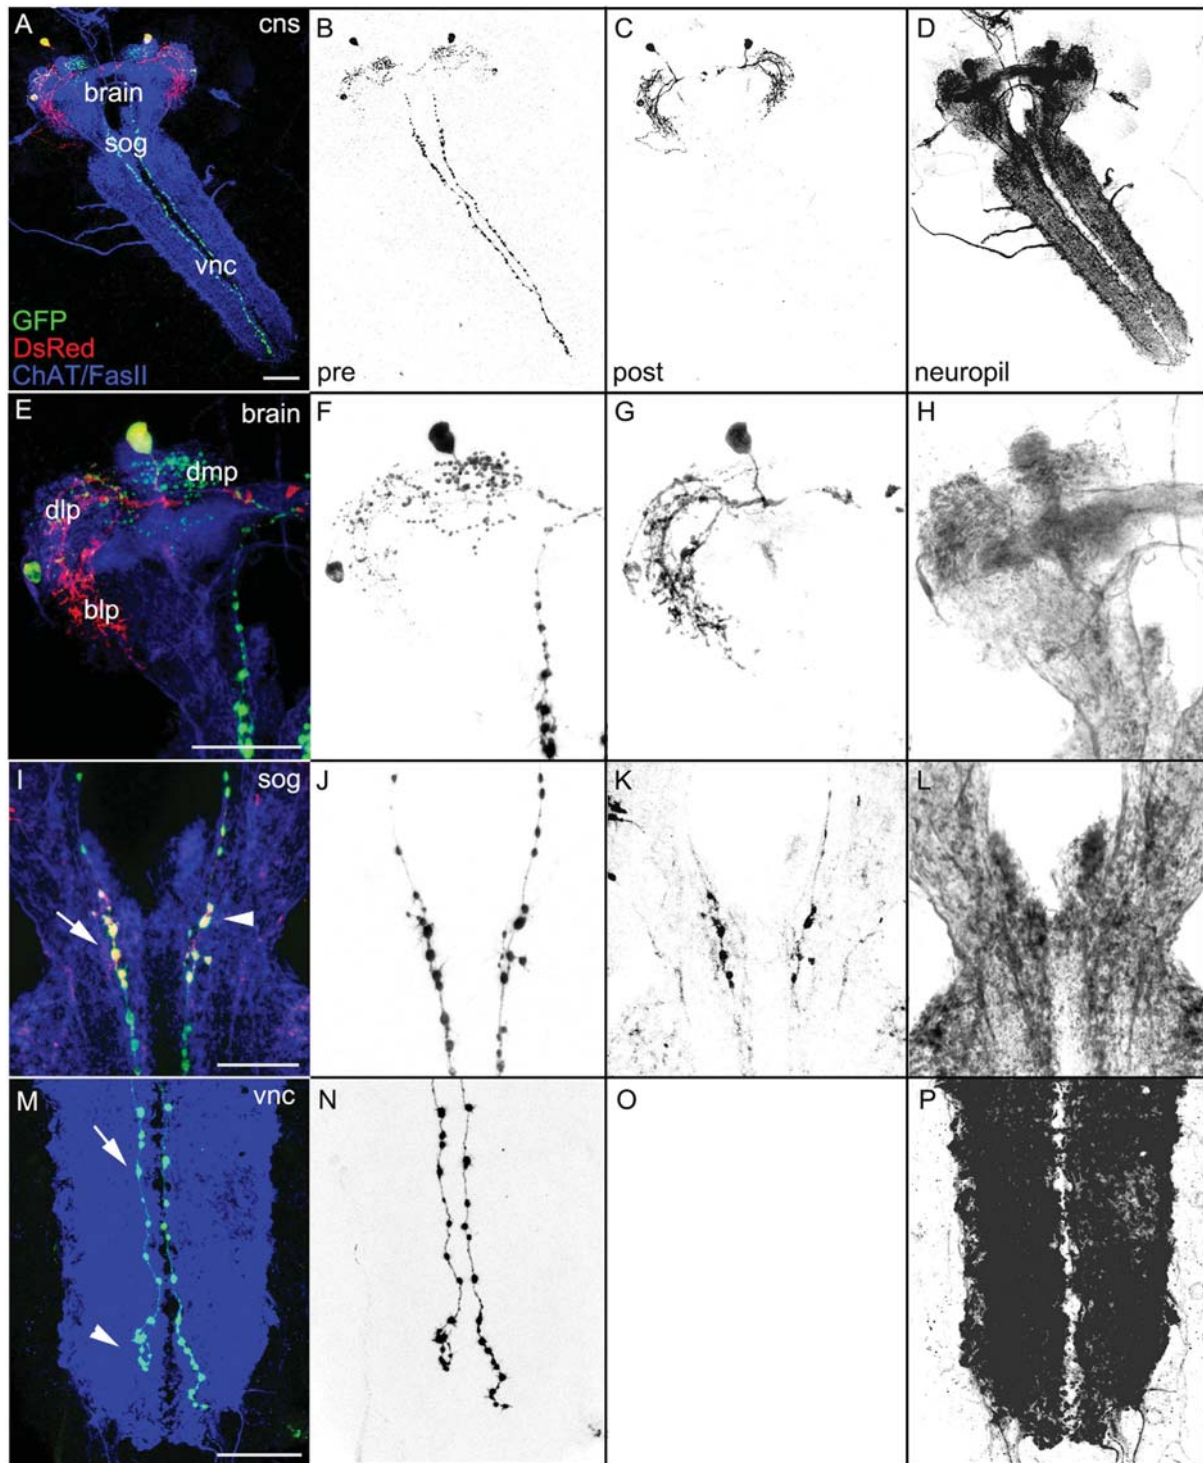 A cns
B
C
D
brain
sog
vnc
GFP
DsRed
ChAT/FasII
pre
post
neuropil
E brain
F
G
H
dmp
dlp
blp
I sog
J
K
L
M vnc
N
O
P